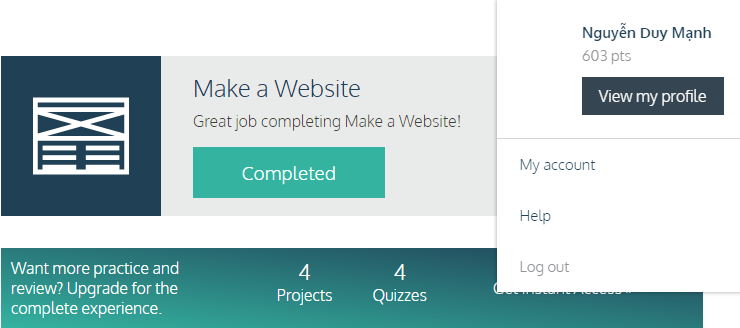 Nguyễn Duy Mạnh
603 pts
View my profile
My account
Help
Log out
Make a Website
Great job completing Make a Website!
Completed
Want more practice and
review? Upgrade for the
complete experience.
4
Projects
4
Quizzes
Get Instant Access